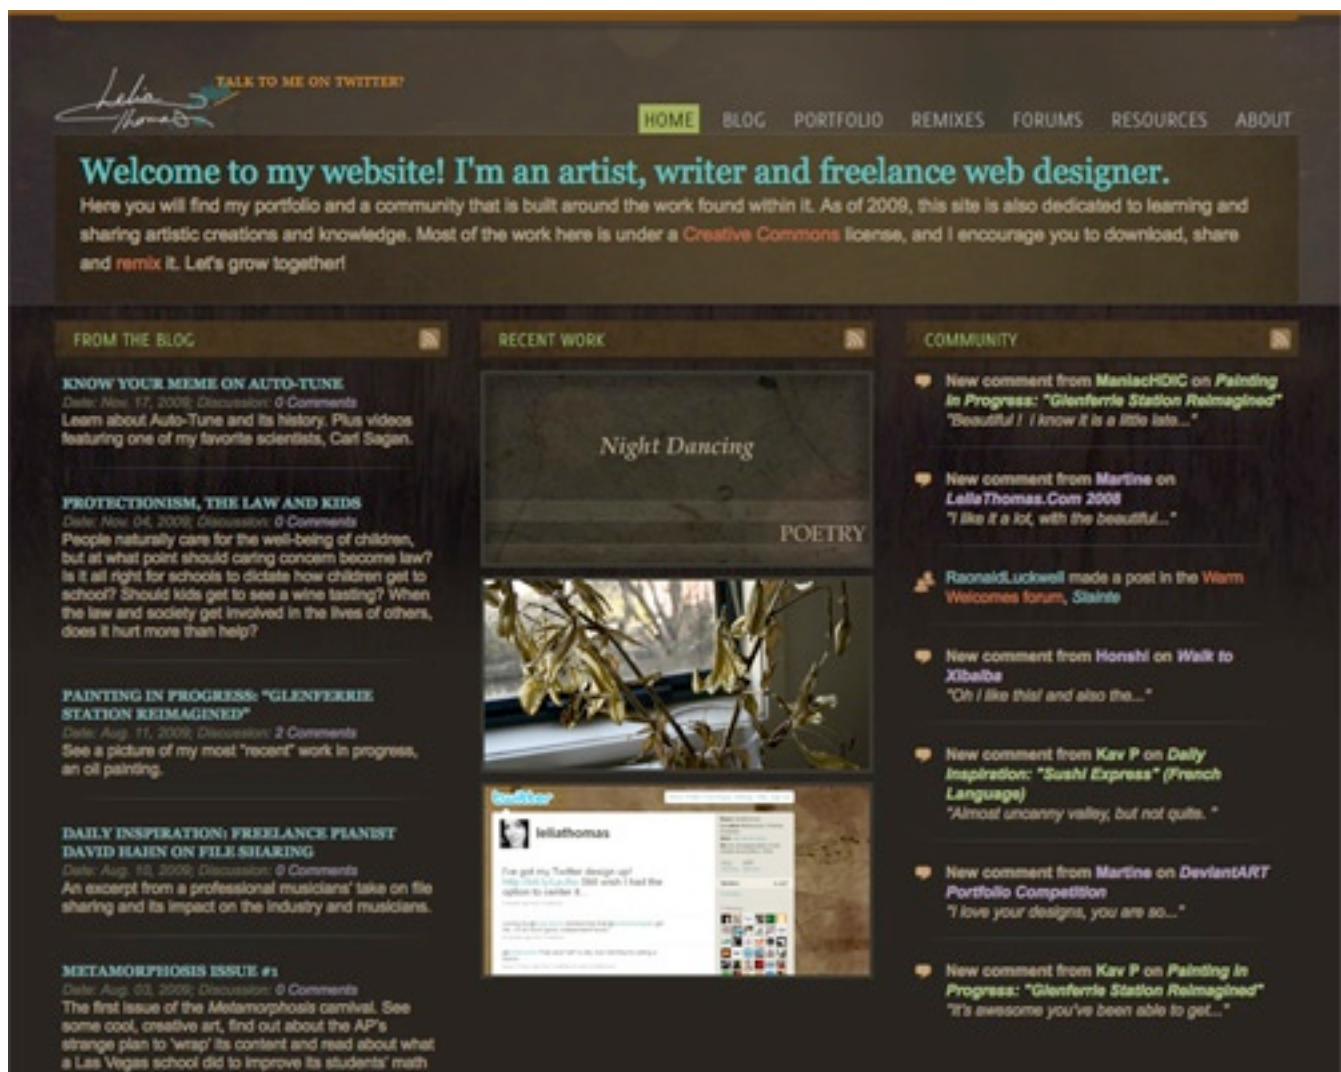 Lelia
Thomas
TALK TO ME ON TWITTER?
HOME BLOG PORTFOLIO REMIXES FORUMS RESOURCES ABOUT
Welcome to my website! I'm an artist, writer and freelance web designer.
Here you will find my portfolio and a community that is built around the work found within it. As of 2009, this site is also dedicated to learning and
sharing artistic creations and knowledge. Most of the work here is under a Creative Commons license, and I encourage you to download, share
and remix it. Let's grow together!
FROM THE BLOG
KNOW YOUR MEME ON AUTO-TUNE
Date: Nov. 17, 2009; Discussion: 0 Comments
Learn about Auto-Tune and its history. Plus videos
featuring one of my favorite scientists, Carl Sagan.
PROTECTIONISM, THE LAW AND KIDS
Date: Nov. 04, 2009; Discussion: 0 Comments
People naturally care for the well-being of children,
but at what point should caring concern become law?
Is it all right for schools to dictate how children get to
school? Should kids get to see a wine tasting? When
the law and society get involved in the lives of others,
does it hurt more than help?
PAINTING IN PROGRESS: "GLENFERRIE
STATION REIMAGINED"
Date: Aug. 11, 2009; Discussion: 2 Comments
See a picture of my most "recent" work in progress,
an oil painting.
DAILY INSPIRATION: FREELANCE PIANIST
DAVID HAHN ON FILE SHARING
Date: Aug. 10, 2009; Discussion: 0 Comments
An excerpt from a professional musicians' take on file
sharing and its impact on the industry and musicians.
METAMORPHOSIS ISSUE #1
Date: Aug. 03, 2009; Discussion: 0 Comments
The first issue of the Metamorphosis carnival. See
some cool, creative art, find out about the AP's
strange plan to 'wrap' its content and read about what
a Las Vegas school did to improve its students' math
RECENT WORK
Night Dancing
POETRY
twitter
leliathomas
I've got my Twitter design up!
Still wish I had the
option to center it...
COMMUNITY
New comment from ManiacHDIC on Painting
in Progress: "Glenferrie Station Reimagined"
"Beautiful ! i know it is a little late..."
New comment from Martine on
LeliaThomas.Com 2008
"I like it a lot, with the beautiful..."
RaonaldLuckwell made a post in the Warm
Welcomes forum, Slainte
New comment from Honshi on Walk to
Xibalba
"Oh I like this! and also the..."
New comment from Kav P on Daily
Inspiration: "Sushi Express" (French
Language)
"Almost uncanny valley, but not quite. "
New comment from Martine on DeviantART
Portfolio Competition
"I love your designs, you are so..."
New comment from Kav P on Painting in
Progress: "Glenferrie Station Reimagined"
"It's awesome you've been able to get..."